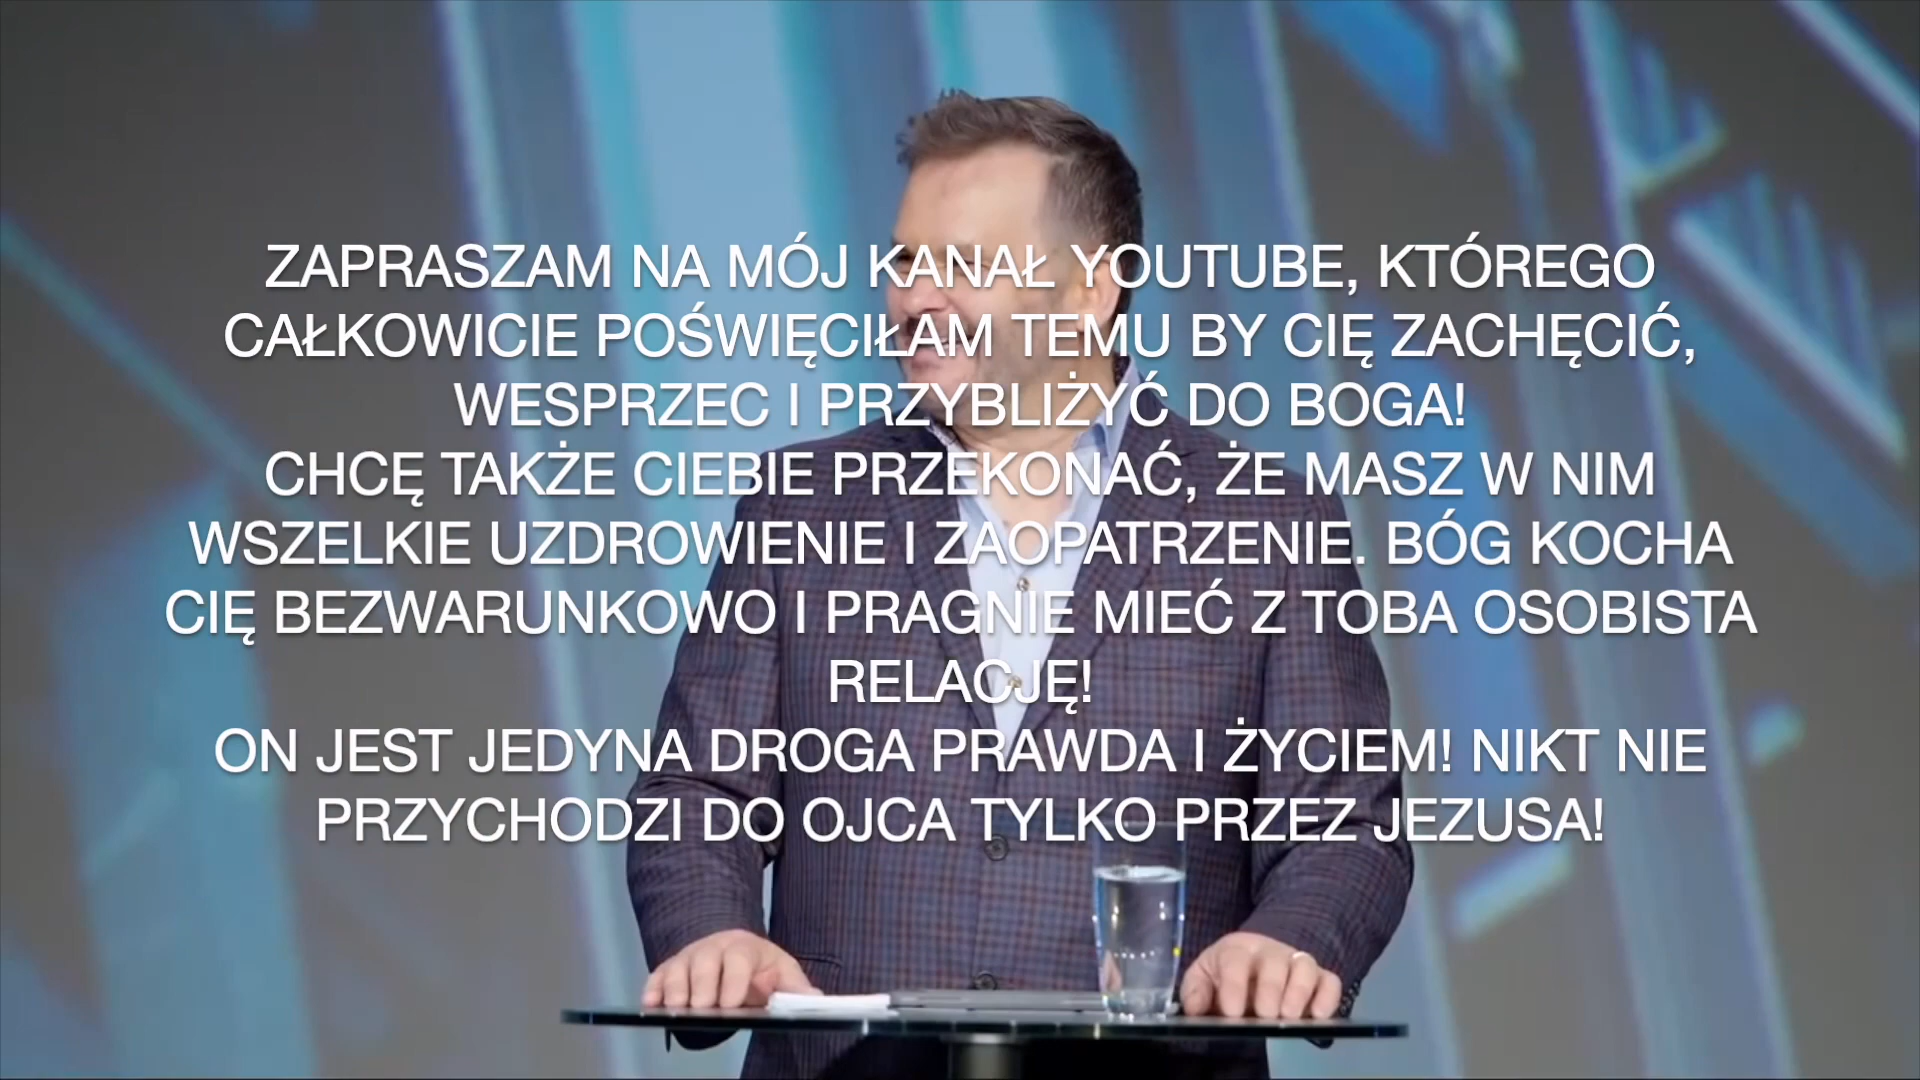 ZAPRASZAM NA MÓJ KANAŁ YOUTUBE, KTÓREGO
CAŁKOWICIE POŚWIĘCIŁAM TEMU BY CIĘ ZACHĘCIĆ,
WESPRZEC I PRZYBLIŻYĆ DO BOGA!
CHCĘ TAKŻE CIEBIE PRZEKONAĆ, ŻE MASZ W NIM
WSZELKIE UZDROWIENIE I ZAOPATRZENIE. BÓG KOCHA
CIĘ BEZWARUNKOWO I PRAGNIE MIEĆ Z TOBA OSOBISTA
RELACJĘ!
ON JEST JEDYNA DROGA PRAWDA I ŻYCIEM! NIKT NIE
PRZYCHODZI DO OJCA TYLKO PRZEZ JEZUSA!